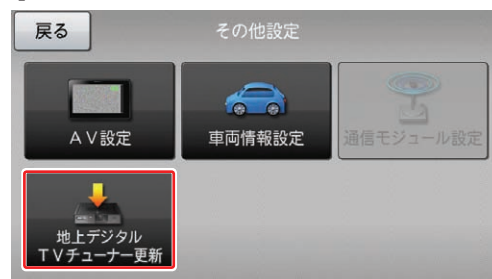 戻る
その他設定
ＡＶ設定
車両情報設定
通信モジュール設定
地上デジタル
ＴＶチューナー更新